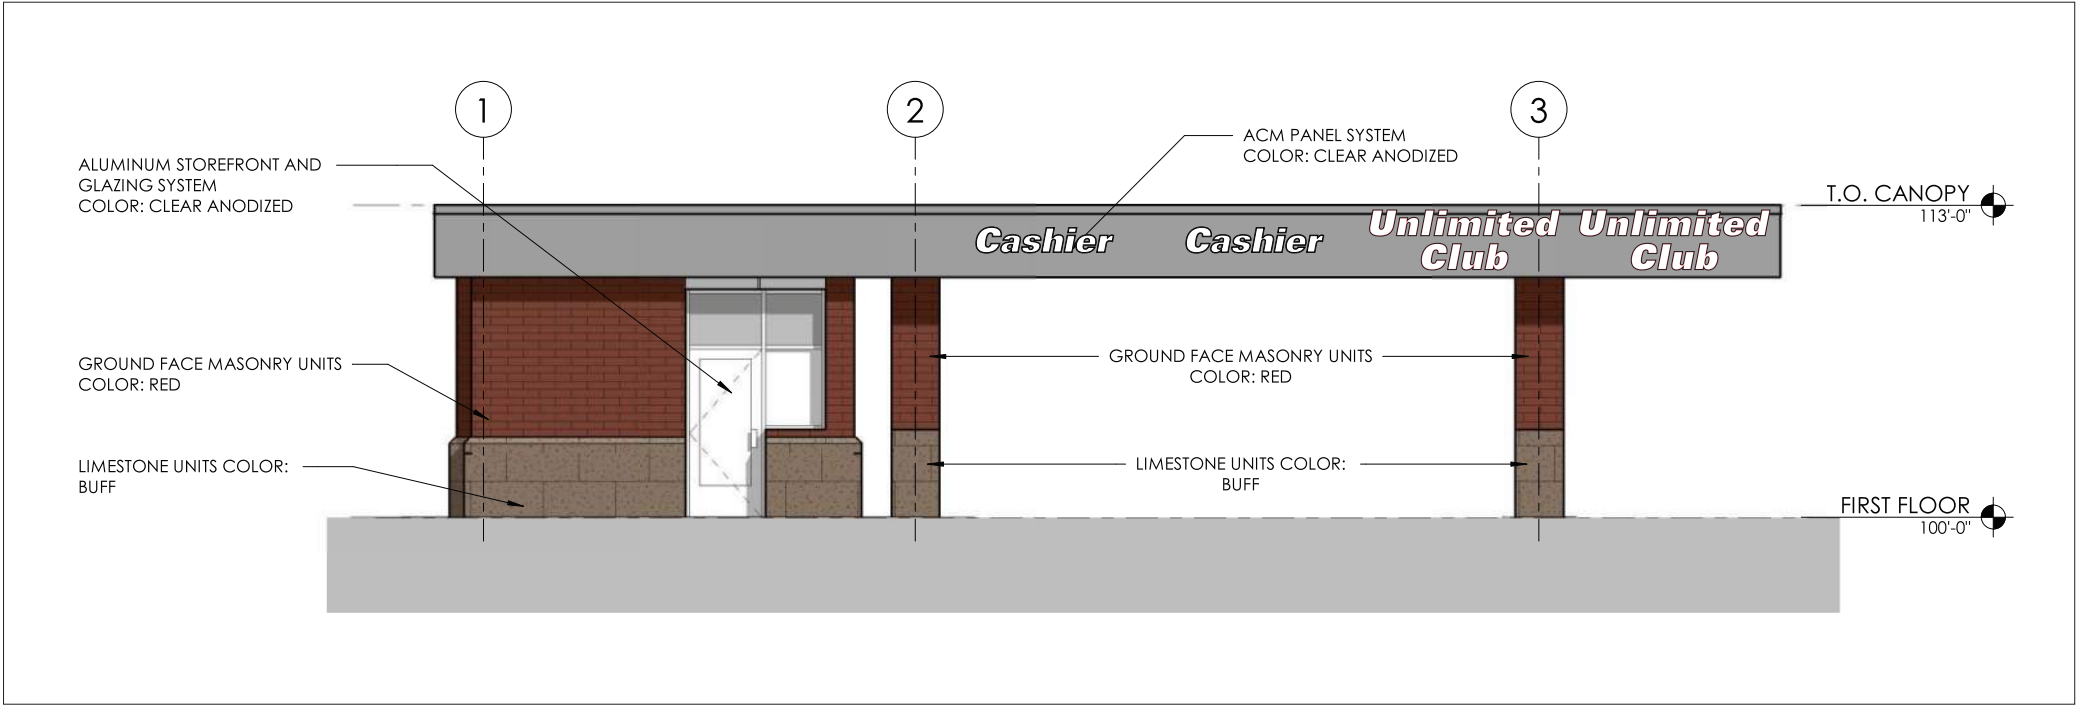 1
2
3
ALUMINUM STOREFRONT AND
GLAZING SYSTEM
COLOR: CLEAR ANODIZED
ACM PANEL SYSTEM
COLOR: CLEAR ANODIZED
T.O. CANOPY
113'-0"
Cashier
Cashier
Unlimited
Club
Unlimited
Club
GROUND FACE MASONRY UNITS
COLOR: RED
GROUND FACE MASONRY UNITS
COLOR: RED
LIMESTONE UNITS COLOR:
BUFF
LIMESTONE UNITS COLOR:
BUFF
FIRST FLOOR
100'-0"